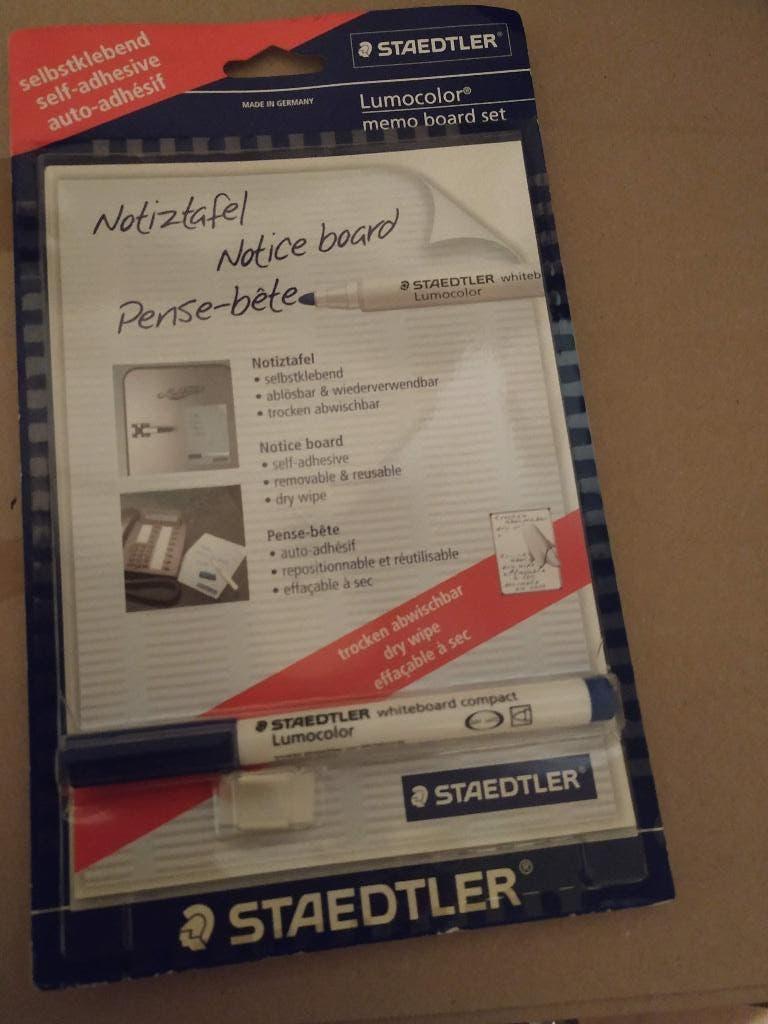 selbstklebend
self-adhesive
auto-adhésif
STAEDTLER®
MADE IN GERMANY
Lumocolor®
memo board set
Notiztafel
Notice board
Pense-bête
STAEDTLER whiteb
Lumocolor
Notiztafel
• selbstklebend
• ablösbar & wiederverwendbar
• trocken abwischbar
Notice board
• self-adhesive
• removable & reusable
• dry wipe
Pense-bête
• auto-adhésif
• repositionnable et réutilisable
• effaçable à sec
trocken abwischbar
dry wipe
effaçable à sec
STAEDTLER whiteboard compact
Lumocolor
STAEDTLER®
STAEDTLER®